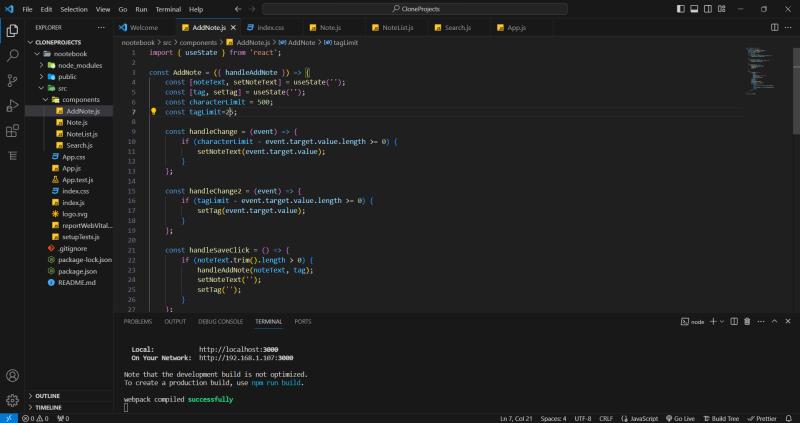 File Edit Selection View Go Run Terminal Help
CloneProjects
EXPLORER
CLONEPROJECTS
nootebook
node_modules
public
src
components
AddNote.js
Note.js
NoteList.js
Search.js
App.css
App.js
App.test.js
index.css
index.js
logo.svg
reportWebVital...
setupTests.js
.gitignore
package-lock.json
package.json
README.md
OUTLINE
TIMELINE
Welcome AddNote.js index.css Note.js NoteList.js Search.js App.js
nootebook > src > components > AddNote.js > AddNote > tagLimit
1 import { useState } from 'react';
2
3 const AddNote = ({ handleAddNote }) => {
4 const [noteText, setNoteText] = useState('');
5 const [tag, setTag] = useState('');
6 const characterLimit = 500;
7 const tagLimit=25;
8
9 const handleChange = (event) => {
10 if (characterLimit - event.target.value.length >= 0) {
11 setNoteText(event.target.value);
12 }
13 };
14
15 const handleChange2 = (event) => {
16 if (tagLimit - event.target.value.length >= 0) {
17 setTag(event.target.value);
18 }
19 };
20
21 const handleSaveClick = () => {
22 if (noteText.trim().length > 0) {
23 handleAddNote(noteText, tag);
24 setNoteText('');
25 setTag('');
26 }
27 };
PROBLEMS OUTPUT DEBUG CONSOLE TERMINAL PORTS
node
Local: http://localhost:3000
On Your Network: http://192.168.1.107:3000
Note that the development build is not optimized.
To create a production build, use npm run build.
webpack compiled successfully
0 0 0 Ln 7, Col 21 Spaces: 4 UTF-8 CRLF JavaScript Go Live Build Tree Prettier